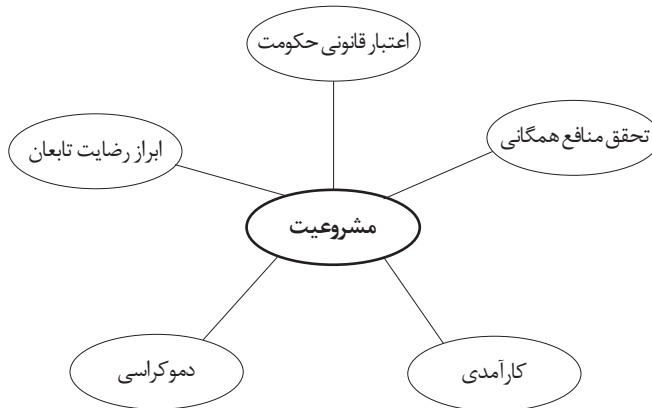 اعتبار قانونی حکومت
تحقق منافع همگانی
ابراز رضایت تابعان
مشروعیت
کارآمدی
دموکراسی